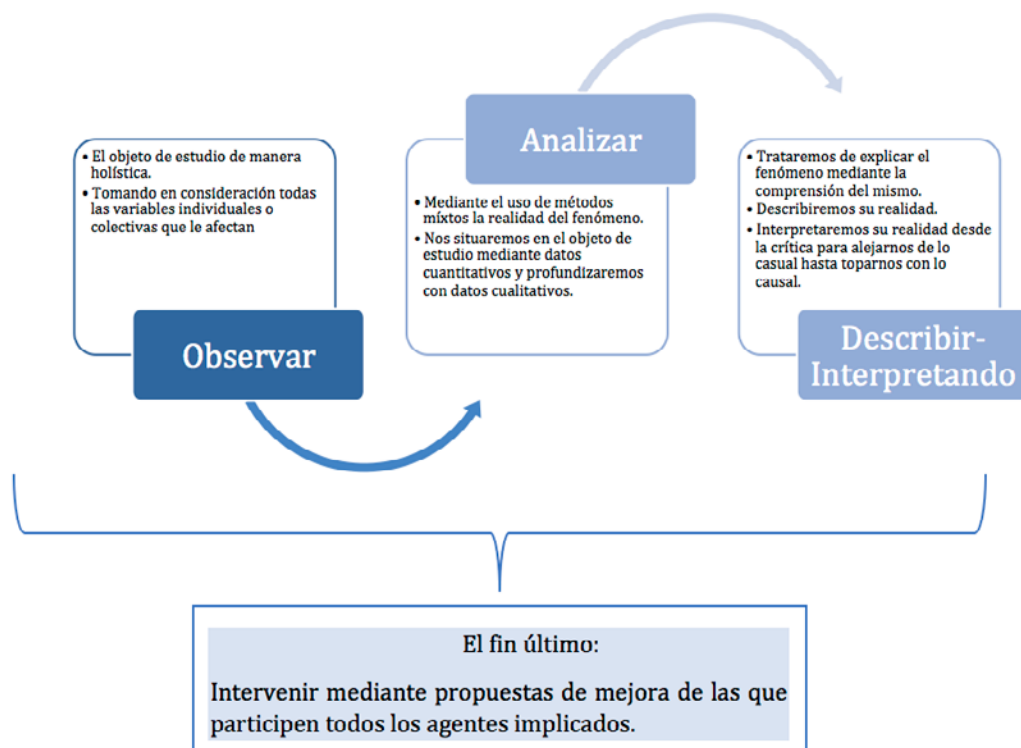 • El objeto de estudio de manera
holística.
• Tomando en consideración todas
las variables individuales o
colectivas que le afectan
Observar
Analizar
• Mediante el uso de métodos
míxtos la realidad del fenómeno.
• Nos situaremos en el objeto de
estudio mediante datos
cuantitativos y profundizaremos
con datos cualitativos.
• Trataremos de explicar el
fenómeno mediante la
comprensión del mismo.
• Describiremos su realidad.
• Interpretaremos su realidad desde
la crítica para alejarnos de lo
casual hasta toparnos con lo
causal.
Describir-
Interpretando
El fin último:
Intervenir mediante propuestas de mejora de las que
participen todos los agentes implicados.